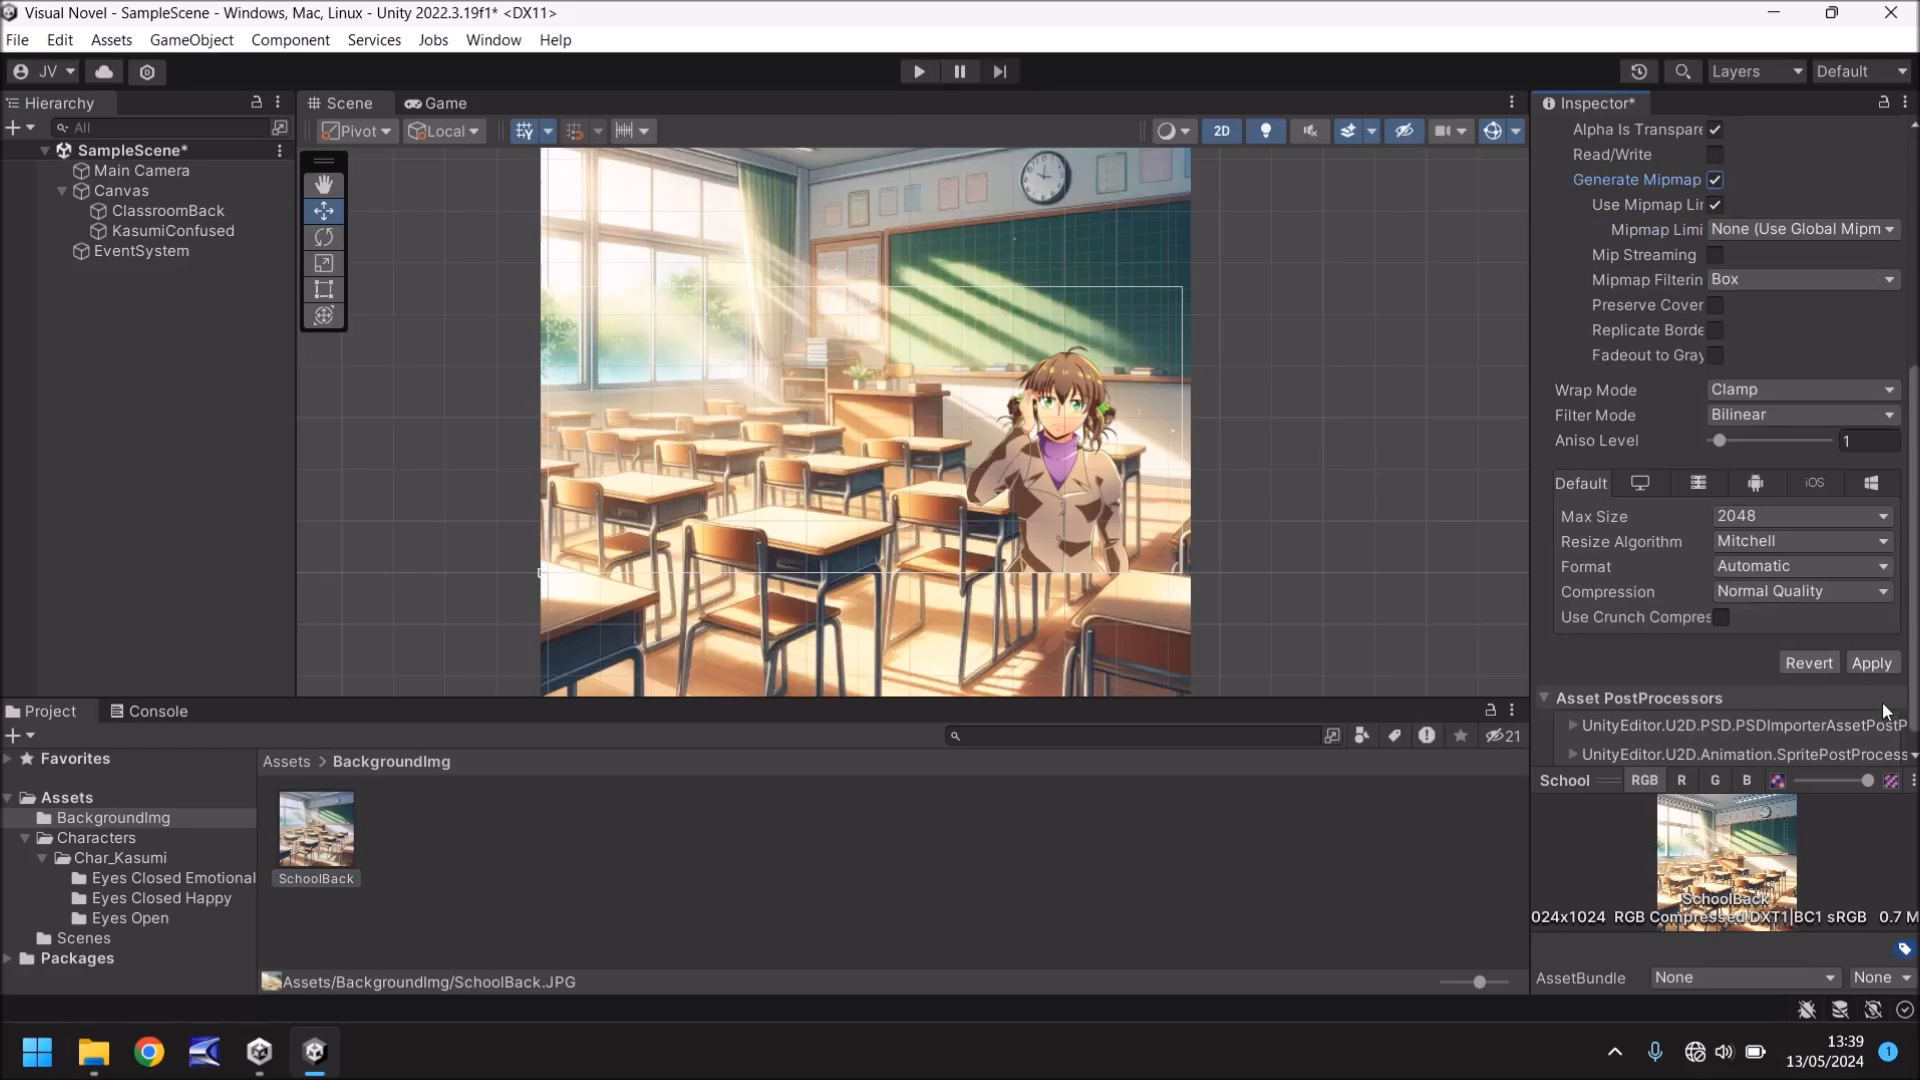 Visual Novel - SampleScene - Windows, Mac, Linux - Unity 2022.3.19f1* <DX11>
File Edit Assets GameObject Component Services Jobs Window Help
JV Layers Default
Hierarchy
All
SampleScene*
Main Camera
Canvas
ClassroomBack
KasumiConfused
EventSystem
Scene Game
Pivot Local 2D
Inspector*
Alpha Is Transpare
Read/Write
Generate Mipmap
Use Mipmap Lir
Mipmap Limi None (Use Global Mipm
Mip Streaming
Mipmap Filterin Box
Preserve Cover
Replicate Borde
Fadeout to Gray
Wrap Mode Clamp
Filter Mode Bilinear
Aniso Level 1
Default iOS
Max Size 2048
Resize Algorithm Mitchell
Format Automatic
Compression Normal Quality
Use Crunch Compres
Revert Apply
Asset PostProcessors
UnityEditor.U2D.PSD.PSDImporterAssetPostP
UnityEditor.U2D.Animation.SpritePostProcess
School RGB R G B
SchoolBack
024x1024 RGB Compressed DXT1|BC1 sRGB 0.7 M
AssetBundle None None
Project Console
21
Favorites
Assets
BackgroundImg
Characters
Char_Kasumi
Eyes Closed Emotional
Eyes Closed Happy
Eyes Open
Scenes
Packages
Assets > BackgroundImg
SchoolBack
Assets/BackgroundImg/SchoolBack.JPG
13:39
13/05/2024
1